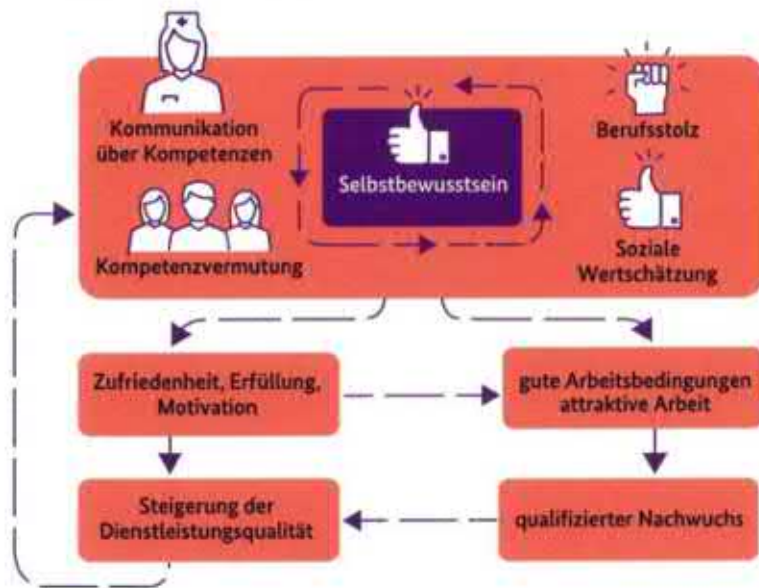 Kommunikation
über Kompetenzen
Selbstbewusstsein
Berufsstolz
Kompetenzvermutung
Soziale
Wertschätzung
Zufriedenheit, Erfüllung,
Motivation
gute Arbeitsbedingungen
attraktive Arbeit
Steigerung der
Dienstleistungsqualität
qualifizierter Nachwuchs